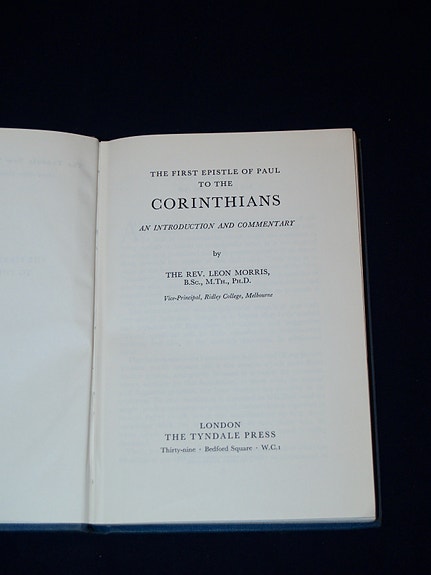 THE FIRST EPISTLE OF PAUL
TO THE
CORINTHIANS
AN INTRODUCTION AND COMMENTARY
by
THE REV. LEON MORRIS,
B.Sc., M.Th., Ph.D.
Vice-Principal, Ridley College, Melbourne
LONDON
THE TYNDALE PRESS
Thirty-nine · Bedford Square · W.C.1